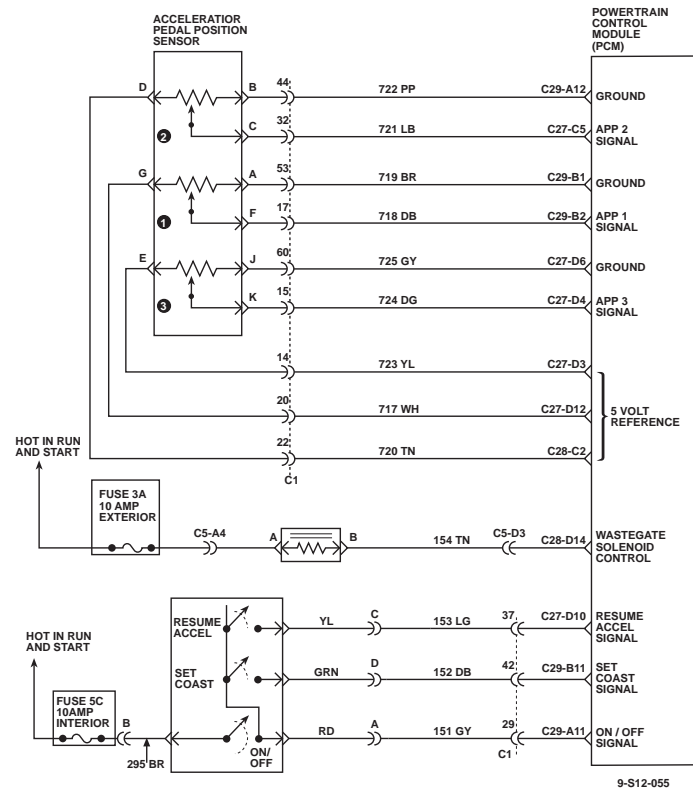 POWERTRAIN
CONTROL
MODULE
(PCM)
ACCELERATIOR
PEDAL POSITION
SENSOR
D B 44 722 PP C29-A12 GROUND
C 32 721 LB C27-C5 APP 2
SIGNAL
2
G A 53 719 BR C29-B1 GROUND
F 17 718 DB C29-B2 APP 1
SIGNAL
1
E J 60 725 GY C27-D6 GROUND
K 15 724 DG C27-D4 APP 3
SIGNAL
3
14 723 YL C27-D3
20 717 WH C27-D12 5 VOLT
REFERENCE
22 720 TN C28-C2
C1
HOT IN RUN
AND START
FUSE 3A
10 AMP
EXTERIOR
C5-A4 A B 154 TN C5-D3 C28-D14 WASTEGATE
SOLENOID
CONTROL
RESUME
ACCEL
YL C 153 LG 37 C27-D10 RESUME
ACCEL
SIGNAL
HOT IN RUN
AND START
SET
COAST
GRN D 152 DB 42 C29-B11 SET
COAST
SIGNAL
FUSE 5C
10AMP
INTERIOR
B
295 BR
ON/
OFF
RD A 151 GY 29 C29-A11 ON / OFF
SIGNAL
C1
9-S12-055